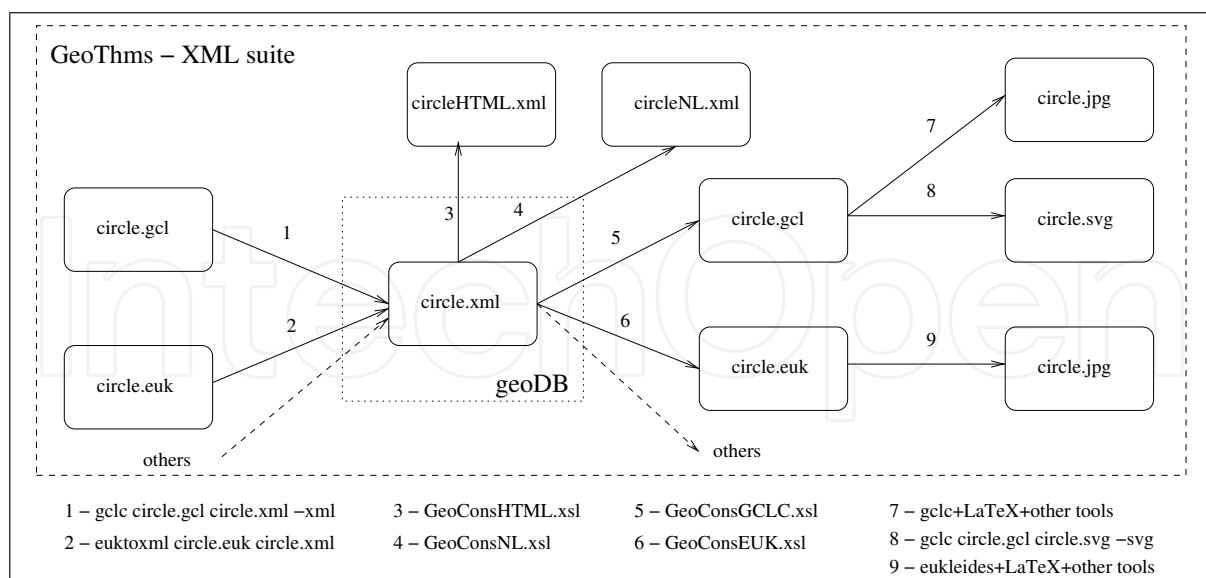 GeoThms – XML suite
circleHTML.xml
circleNL.xml
circle.jpg
7
3
4
8
circle.gcl
1
circle.gcl
circle.svg
5
circle.xml
2
6
9
circle.euk
geoDB
circle.euk
circle.jpg
others
others
IntechOpen
1 – gclc circle.gcl circle.xml –xml
2 – euktoxml circle.euk circle.xml
3 – GeoConsHTML.xsl
4 – GeoConsNL.xsl
5 – GeoConsGCLC.xsl
6 – GeoConsEUK.xsl
7 – gclc+LaTeX+other tools
8 – gclc circle.gcl circle.svg –svg
9 – eukleides+LaTeX+other tools